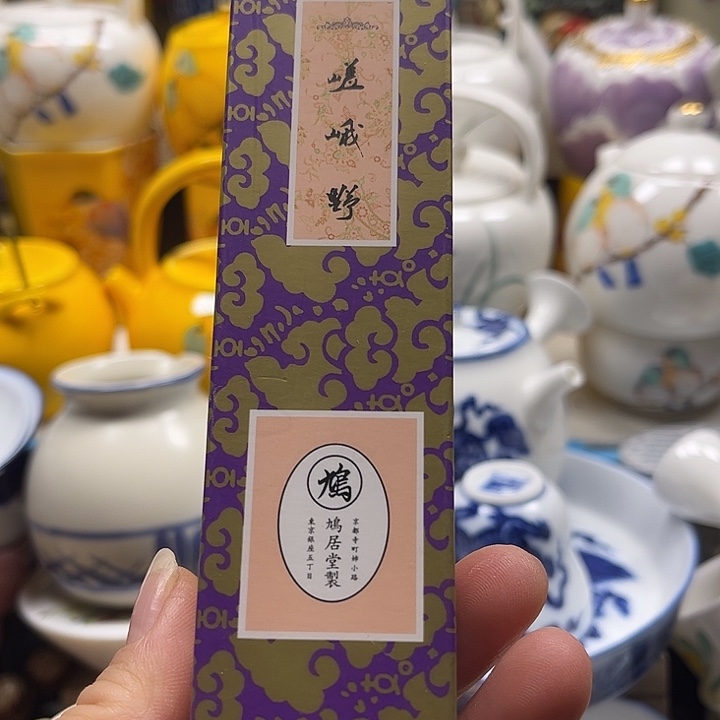 嵯峨野
鳩
京都寺町姉小路
鳩居堂製
東京銀座五丁目